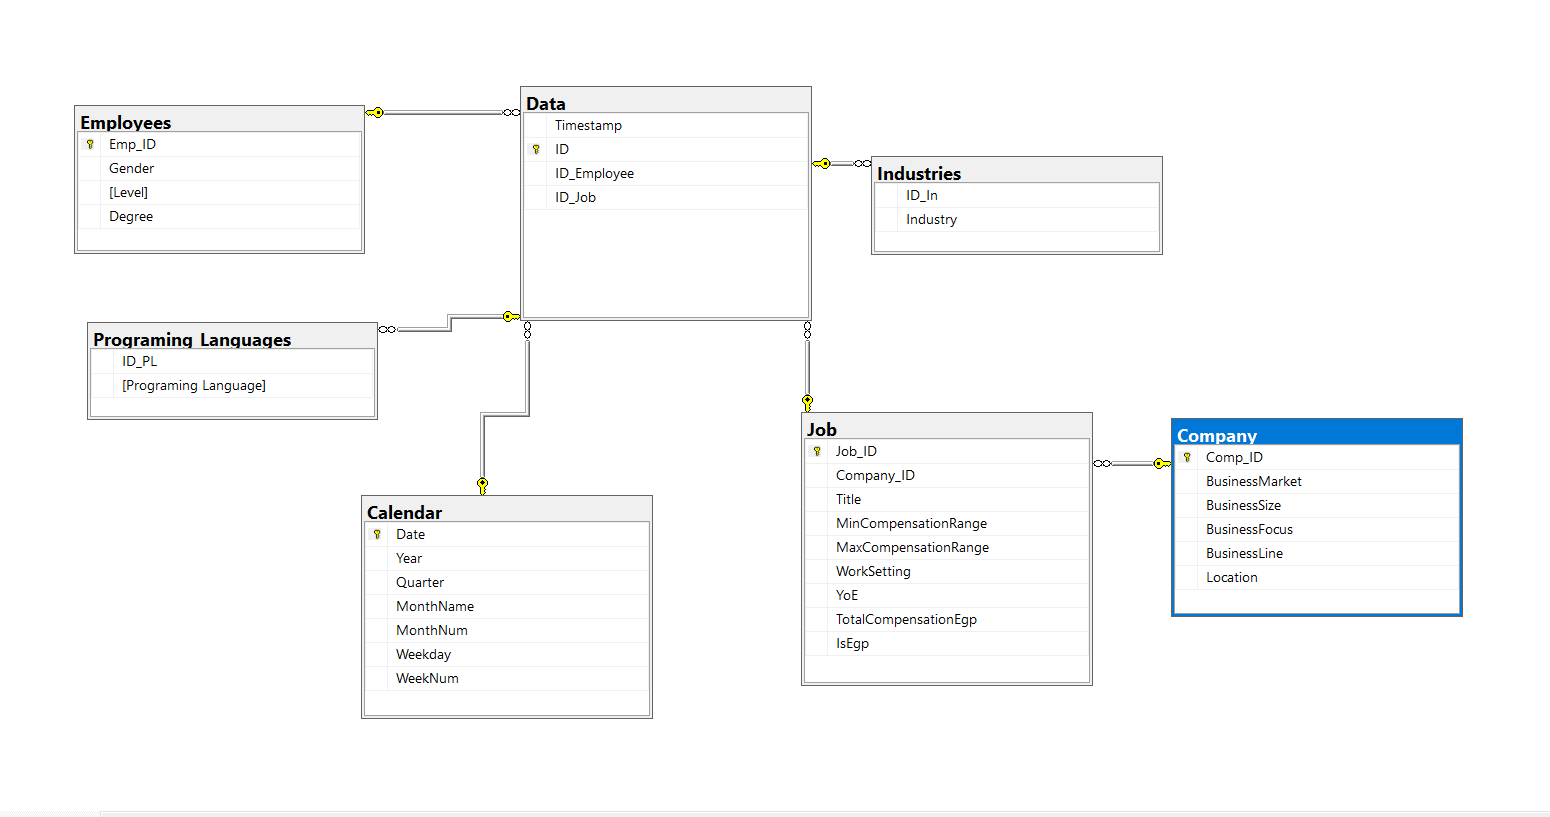 Employees
Emp_ID
Gender
[Level]
Degree
Data
Timestamp
ID
ID_Employee
ID_Job
Industries
ID_In
Industry
Programing_Languages
ID_PL
[Programing Language]
Calendar
Date
Year
Quarter
MonthName
MonthNum
Weekday
WeekNum
Job
Job_ID
Company_ID
Title
MinCompensationRange
MaxCompensationRange
WorkSetting
YoE
TotalCompensationEgp
IsEgp
Company
Comp_ID
BusinessMarket
BusinessSize
BusinessFocus
BusinessLine
Location